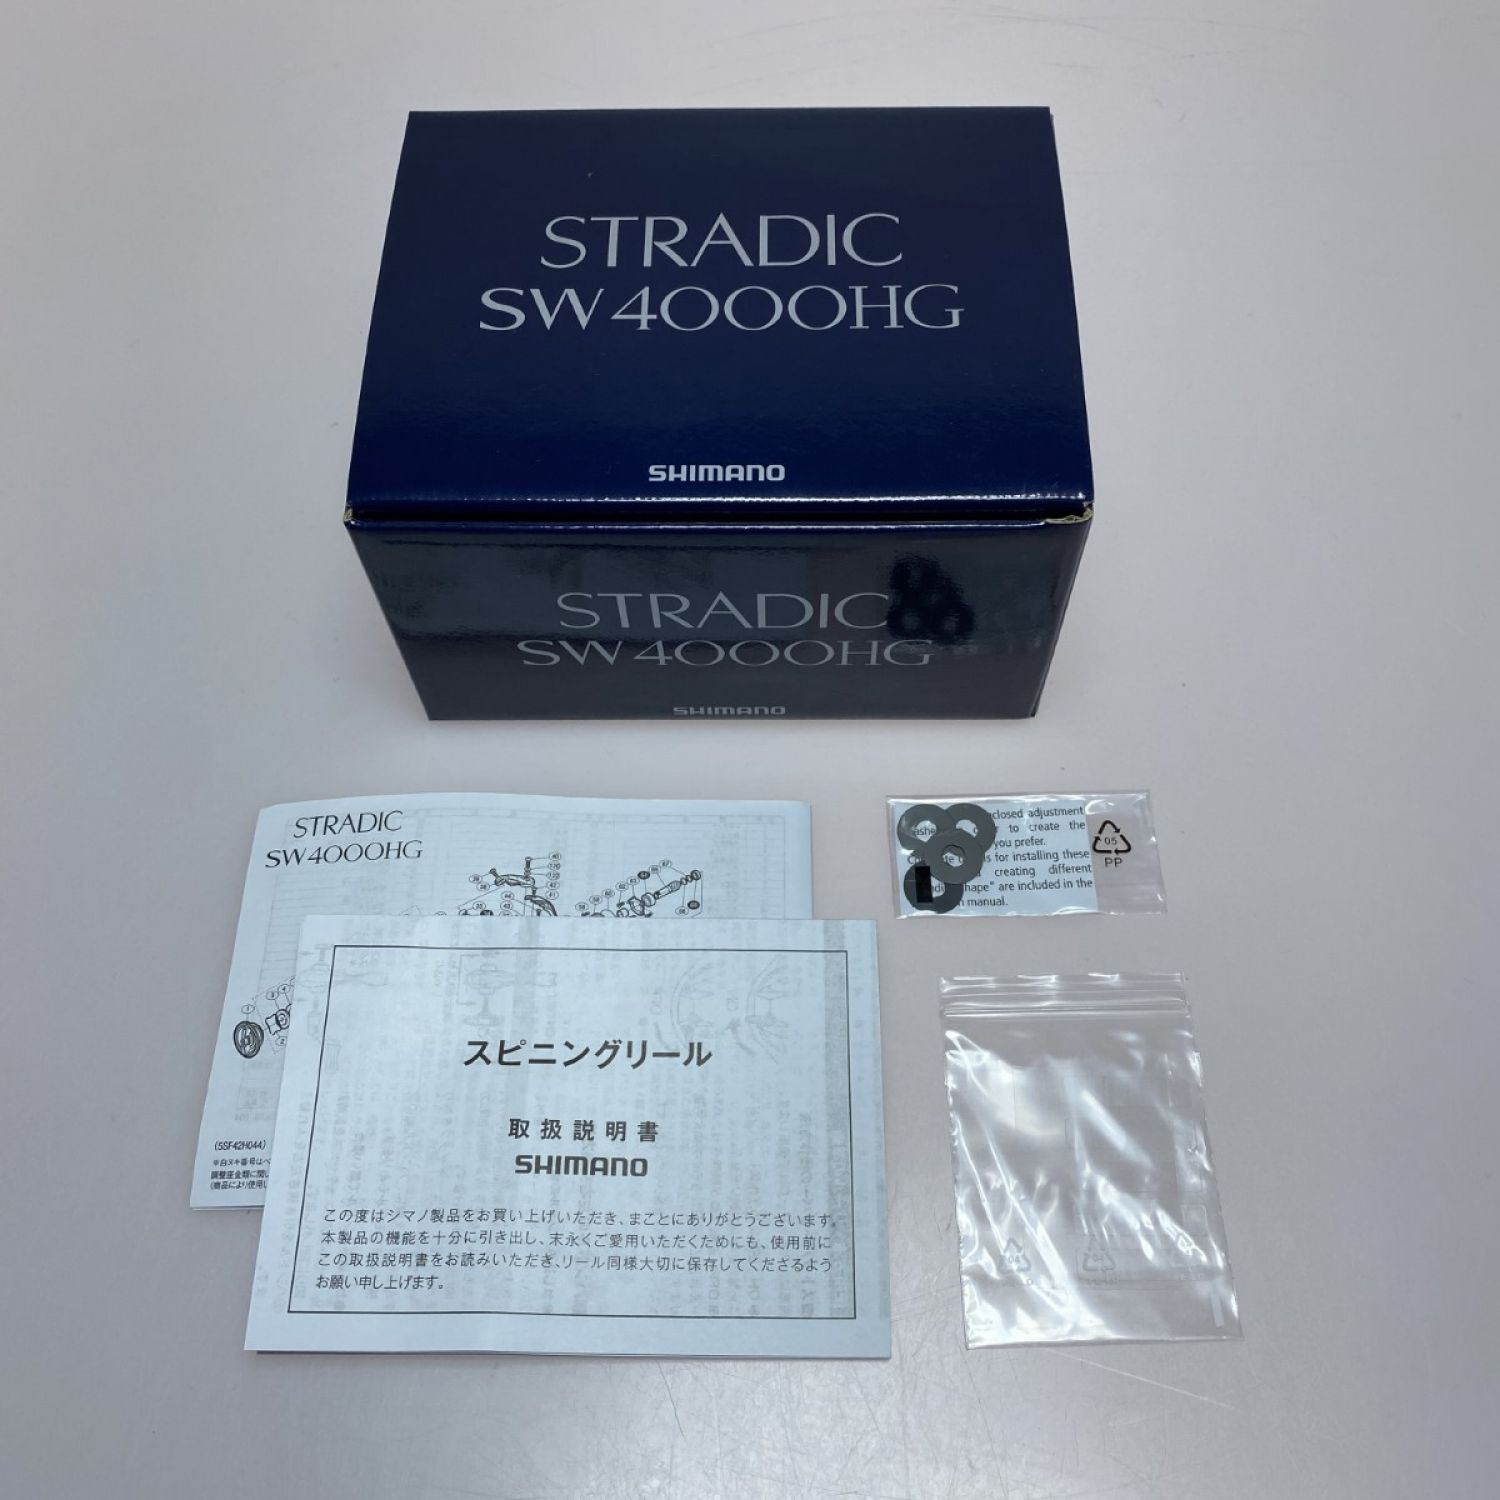 STRADIC
SW4000HG
SHIMANO
STRADIC
SW4000HG
SHIMANO
STRADIC
SW4000HG
(5SF42H044)
スピニングリール
取扱説明書
SHIMANO
この度はシマノ製品をお買い上げいただき、まことにありがとうございます。
本製品の機能を十分に引き出し、末永くご愛用いただくためにも、使用前に
この取扱説明書をお読みいただき、リール同様大切に保存してくださるよう
お願い申し上げます。
closed adjustment
to create the
you prefer.
for installing these
creating different
are included in the
manual.
05
PP